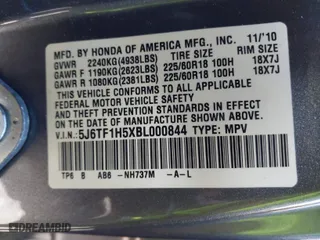 MFD. BY HONDA OF AMERICA MFG., INC. 11/'10
GVWR 2240KG(4938LBS) TIRE SIZE RIM SIZE
GAWR F 1190KG(2623LBS) 225/60R18 100H 18X7J
GAWR R 1080KG(2381LBS) 225/60R18 100H 18X7J
THIS VEHICLE CONFORMS TO ALL APPLICABLE
FEDERAL MOTOR VEHICLE SAFETY AND THEFT
PREVENTION STANDARDS IN EFFECT ON THE DATE OF
MANUFACTURE SHOWN ABOVE.
V.I.N.: 5J6TF1H5XBL000844 TYPE: MPV
TP6 B AB6 -NH737M -A-L
DREAMBID